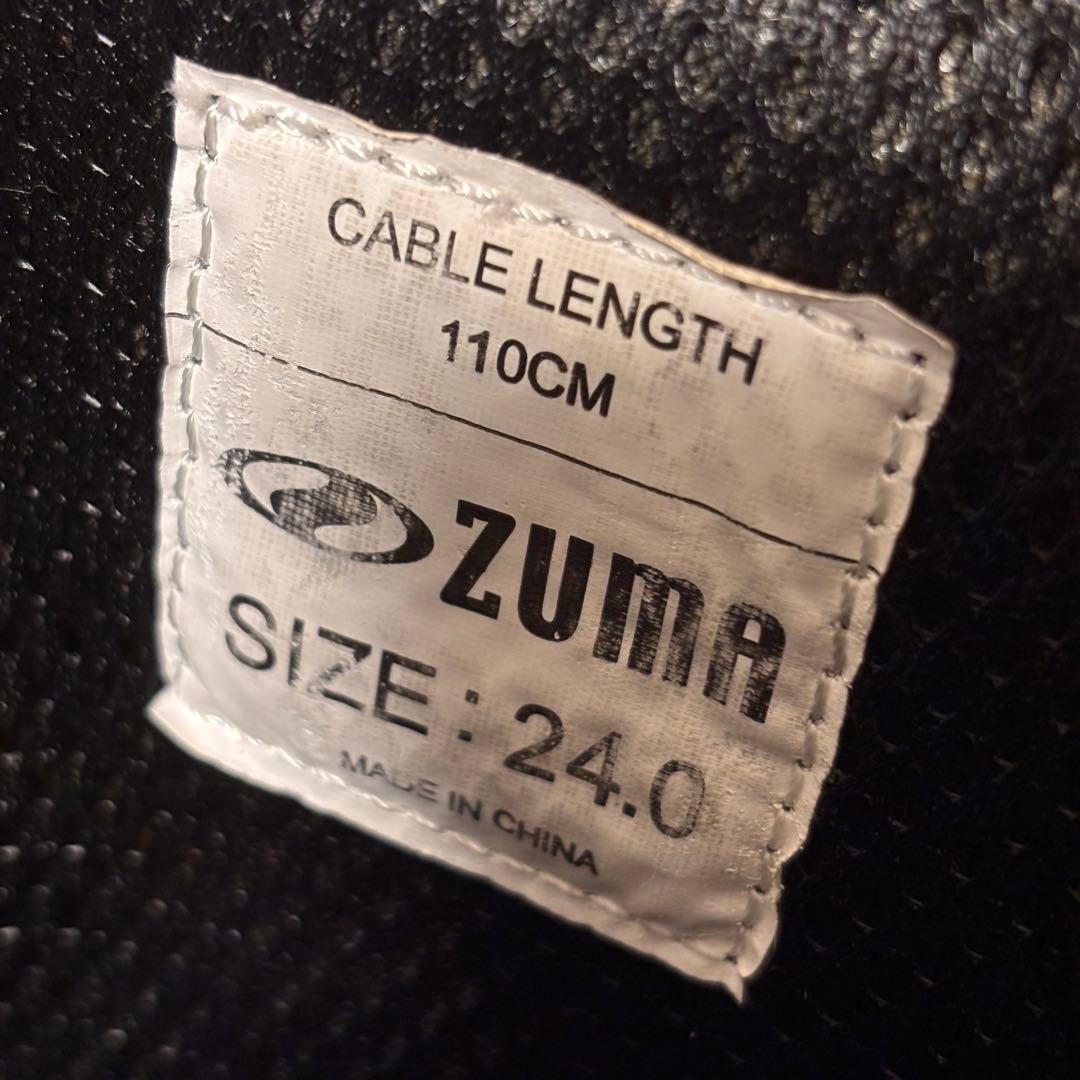 CABLE LENGTH
110CM
ZUMA
SIZE : 24.0
MADE IN CHINA